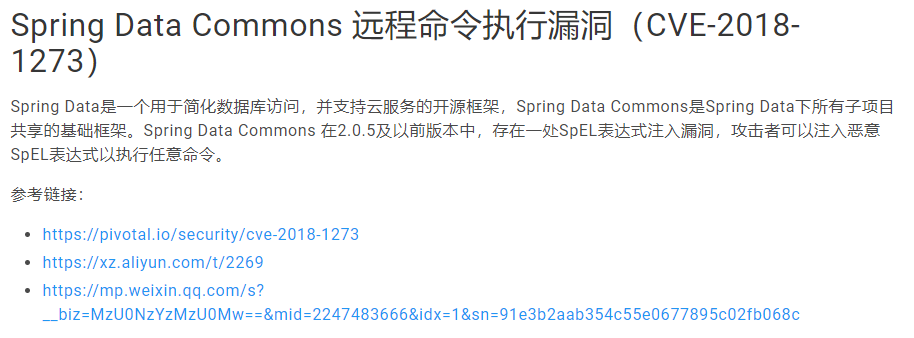 Spring Data Commons 远程命令执行漏洞（CVE-2018-
1273）
Spring Data是一个用于简化数据库访问，并支持云服务的开源框架，Spring Data Commons是Spring Data下所有子项目
共享的基础框架。Spring Data Commons 在2.0.5及以前版本中，存在一处SpEL表达式注入漏洞，攻击者可以注入恶意
SpEL表达式以执行任意命令。
参考链接：
https://pivotal.io/security/cve-2018-1273
https://xz.aliyun.com/t/2269
https://mp.weixin.qq.com/s?
__biz=MzU0NzYzMzU0Mw==&mid=2247483666&idx=1&sn=91e3b2aab354c55e0677895c02fb068c